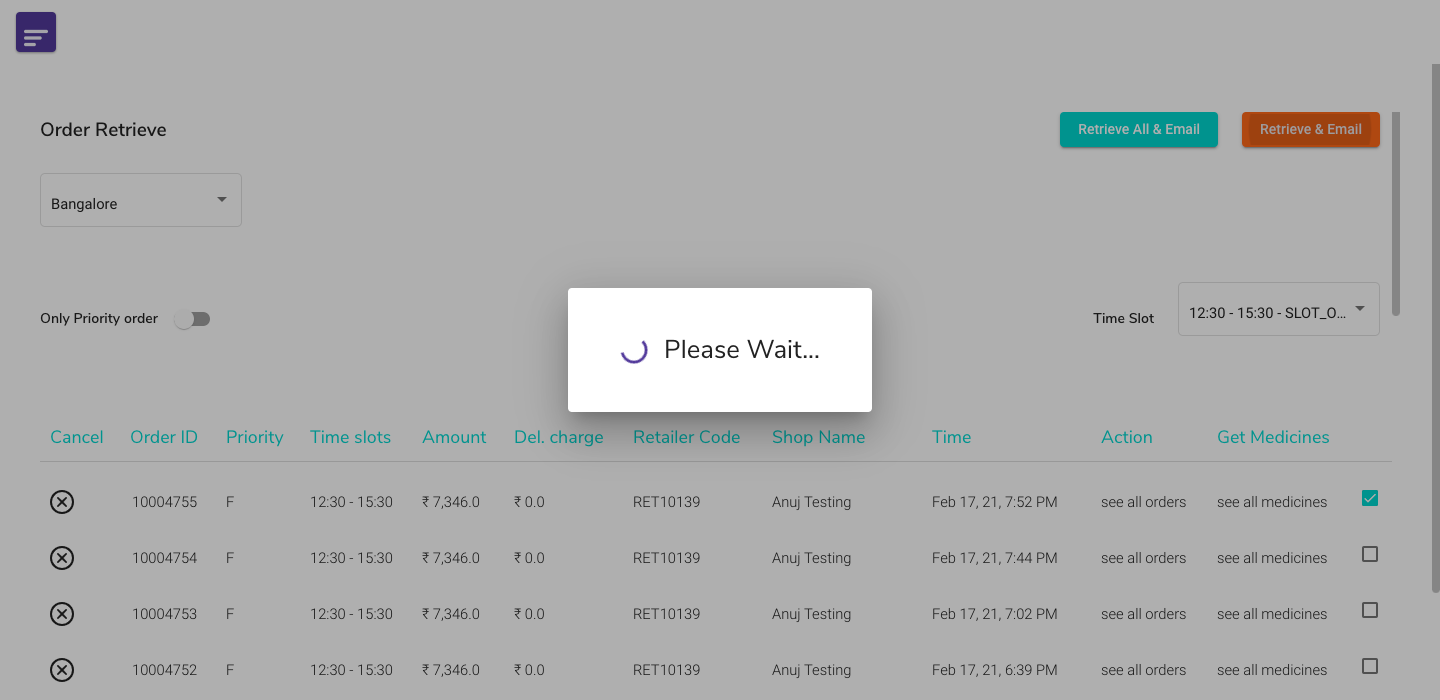 Order Retrieve
Retrieve All & Email
Retrieve & Email
Bangalore
Only Priority order
Time Slot
12:30 - 15:30 - SLOT_O...
Please Wait...
Cancel Order ID Priority Time slots Amount Del. charge Retailer Code Shop Name Time Action Get Medicines
10004755 F 12:30 - 15:30 ₹ 7,346.0 ₹ 0.0 RET10139 Anuj Testing Feb 17, 21, 7:52 PM see all orders see all medicines
10004754 F 12:30 - 15:30 ₹ 7,346.0 ₹ 0.0 RET10139 Anuj Testing Feb 17, 21, 7:44 PM see all orders see all medicines
10004753 F 12:30 - 15:30 ₹ 7,346.0 ₹ 0.0 RET10139 Anuj Testing Feb 17, 21, 7:02 PM see all orders see all medicines
10004752 F 12:30 - 15:30 ₹ 7,346.0 ₹ 0.0 RET10139 Anuj Testing Feb 17, 21, 6:39 PM see all orders see all medicines